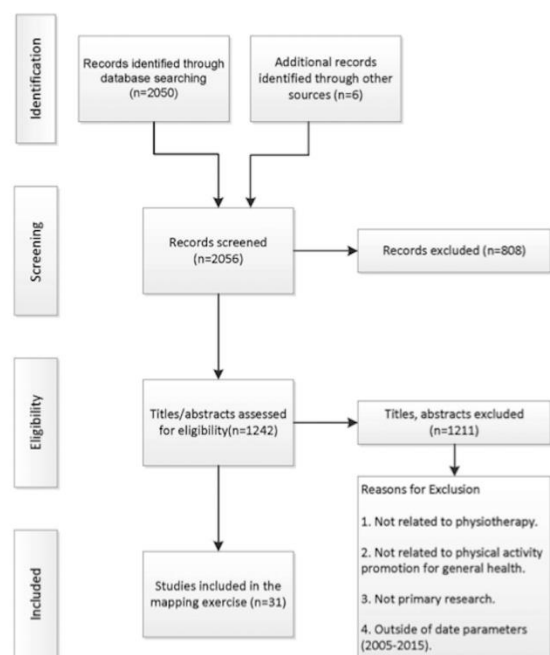 Identification
Records identified through
database searching
(n=2050)
Additional records
identified through other
sources (n=6)
Screening
Records screened
(n=2056)
Records excluded (n=808)
Eligibility
Titles/abstracts assessed
for eligibility(n=1242)
Titles, abstracts excluded
(n=1211)
Reasons for Exclusion
1. Not related to physiotherapy.
2. Not related to physical activity
promotion for general health.
3. Not primary research.
4. Outside of date parameters
(2005-2015).
Included
Studies included in the
mapping exercise (n=31)